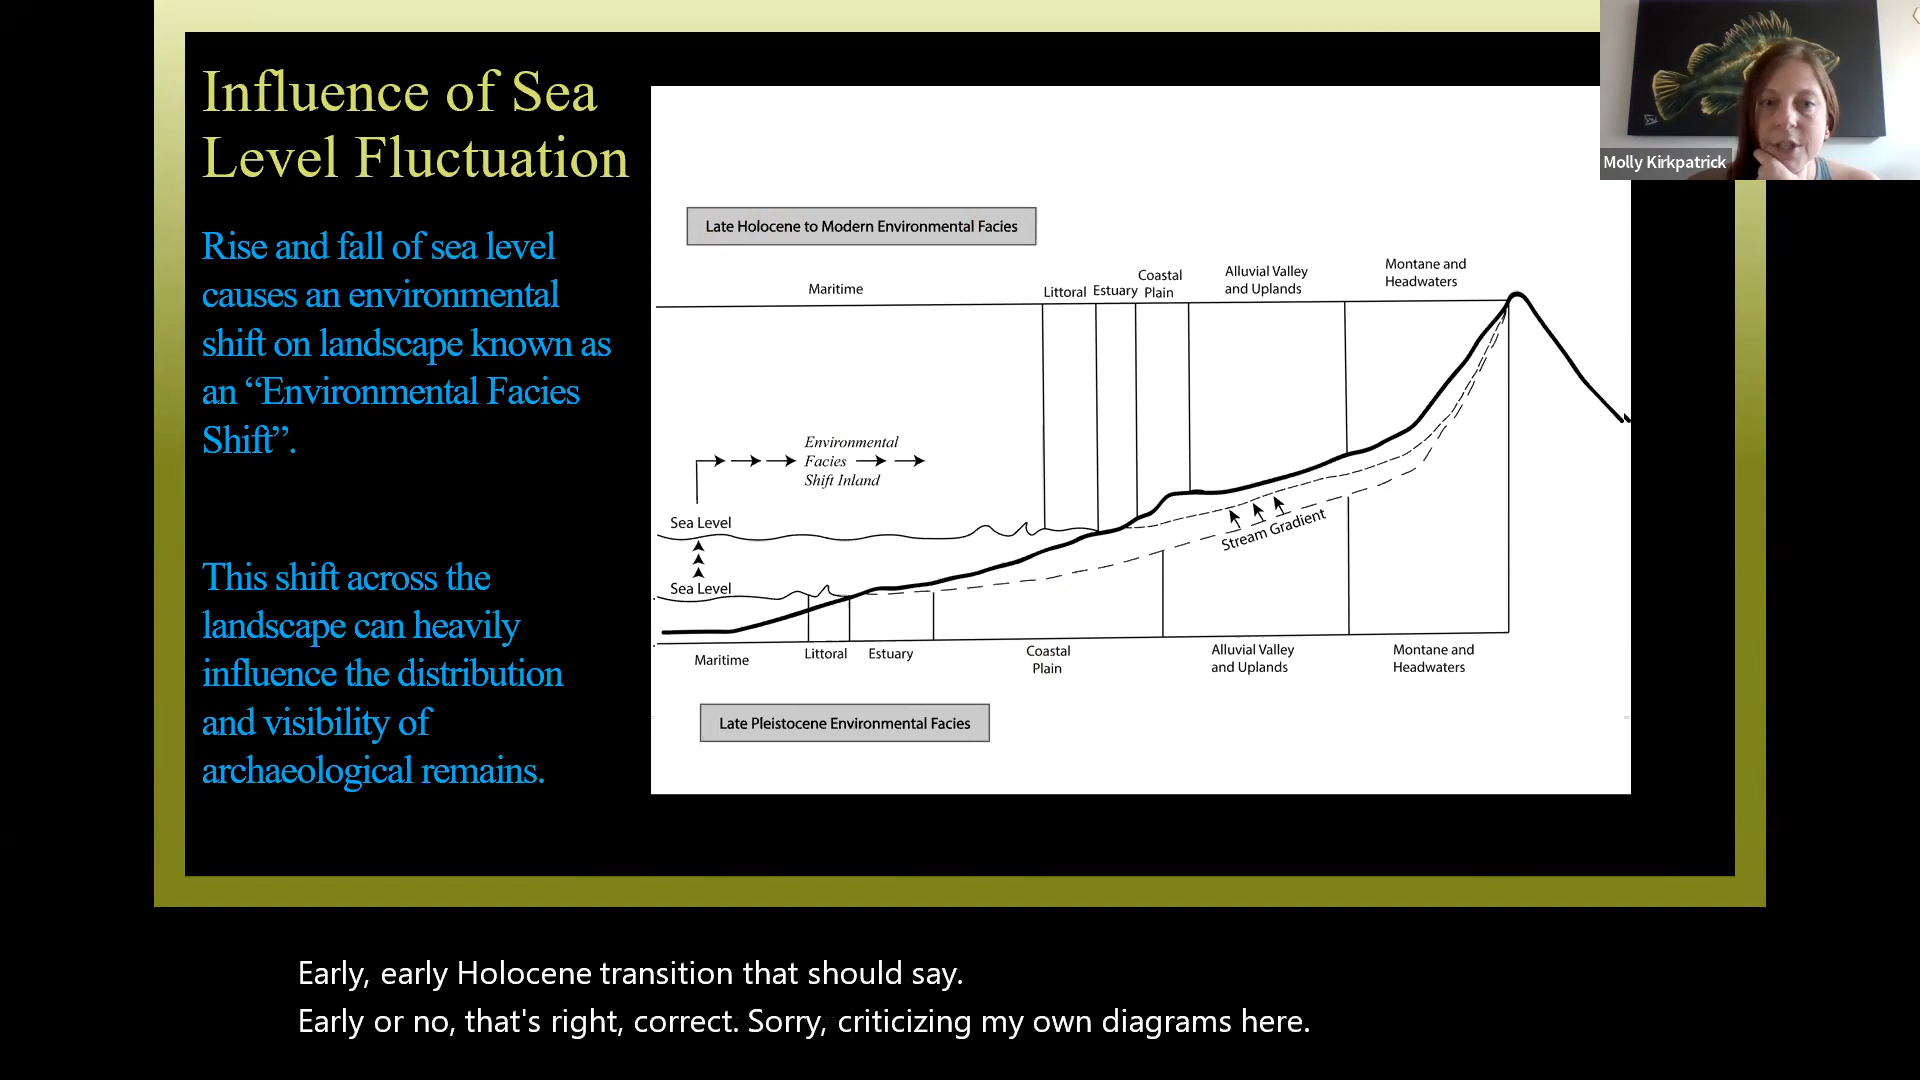 Influence of Sea
Level Fluctuation
Rise and fall of sea level
causes an environmental
shift on landscape known as
an “Environmental Facies
Shift”.
This shift across the
landscape can heavily
influence the distribution
and visibility of
archaeological remains.
Late Holocene to Modern Environmental Facies
Maritime
Littoral
Estuary
Coastal
Plain
Alluvial Valley
and Uplands
Montane and
Headwaters
Environmental
Facies
Shift Inland
Sea Level
Sea Level
Stream Gradient
Maritime
Littoral
Estuary
Coastal
Plain
Alluvial Valley
and Uplands
Montane and
Headwaters
Late Pleistocene Environmental Facies
Molly Kirkpatrick
Early, early Holocene transition that should say.
Early or no, that's right, correct. Sorry, criticizing my own diagrams here.